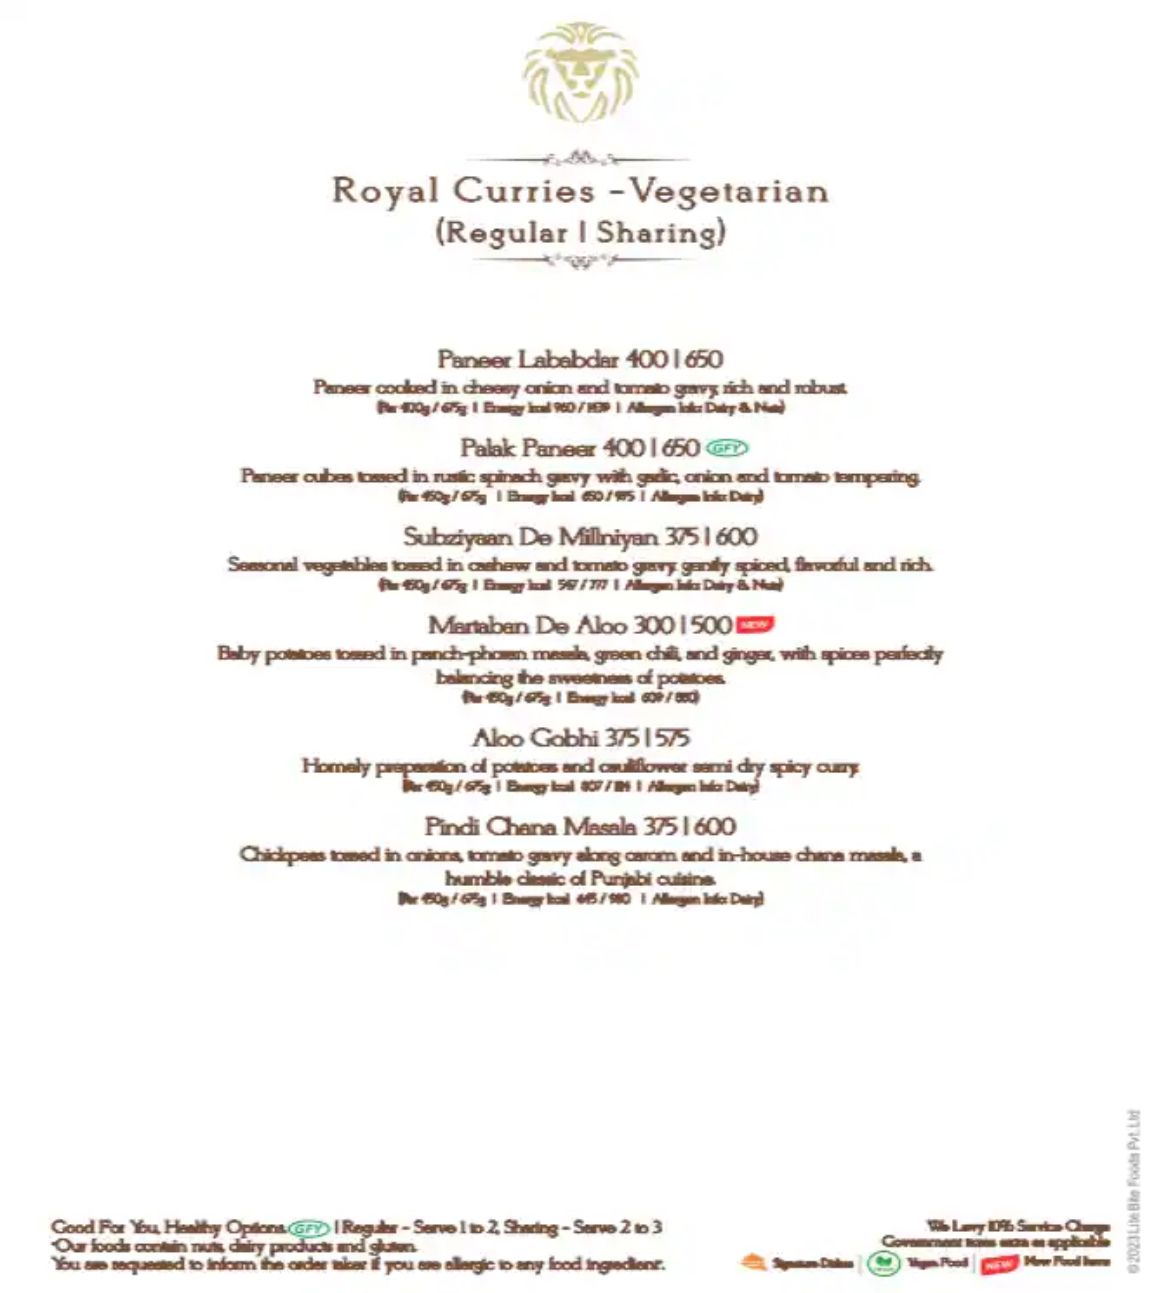 Royal Curries -Vegetarian
(Regular | Sharing)
Paneer Lababdar 400 | 650
Paneer cooked in cheesy onion and tomato gravy, rich and robust.
(Per 400g / 675g | Energy kcal 960 / | Allergen Info: Dairy & Nuts)
Palak Paneer 400 | 650 GFY
Paneer cubes tossed in rustic spinach gravy with garlic, onion and tomato tempering.
(Per 450g / 675g | Energy kcal 650 / 975 | Allergen Info: Dairy)
Subziyaan De Millniyan 375 | 600
Seasonal vegetables tossed in cashew and tomato gravy, gently spiced, flavorful and rich.
(Per 450g / 675g | Energy kcal 547 / 777 | Allergen Info: Dairy & Nuts)
Martaban De Aloo 300 | 500 NEW
Baby potatoes tossed in panch-phoran masala, green chili, and ginger, with spices perfectly
balancing the sweetness of potatoes.
(Per 450g / 675g | Energy kcal 609 / 880)
Aloo Gobhi 375 | 575
Homely preparation of potatoes and cauliflower semi dry spicy curry.
(Per 450g / 675g | Energy kcal 807 / | Allergen Info: Dairy)
Pindi Chana Masala 375 | 600
Chickpeas tossed in onions, tomato gravy along carom and in-house chana masala, a
humble classic of Punjabi cuisine.
(Per 450g / 675g | Energy kcal / 980 | Allergen Info: Dairy)
Good For You, Healthy Options GFY | Regular - Serve 1 to 2, Sharing - Serve 2 to 3
*Our foods contain nuts, dairy products and gluten.
You are requested to inform the order taker if you are allergic to any food ingredient.
We Levy 10% Service Charge
Government taxes extra as applicable
Signature Dishes | Vegan Food | NEW New Food Items
©2023 Lite Bite Foods Pvt. Ltd